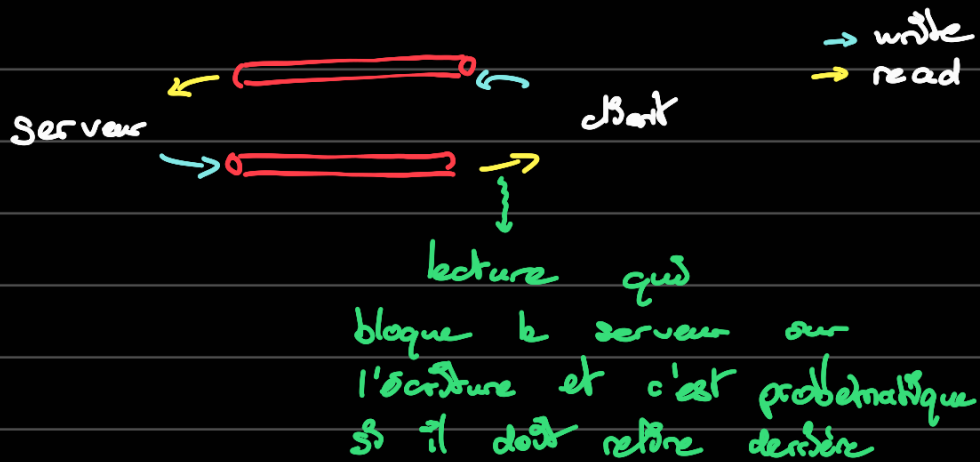 write
read
serveur
client
lecture qui
bloque le serveur sur
l'écriture et c'est problématique
si il doit relire derrière